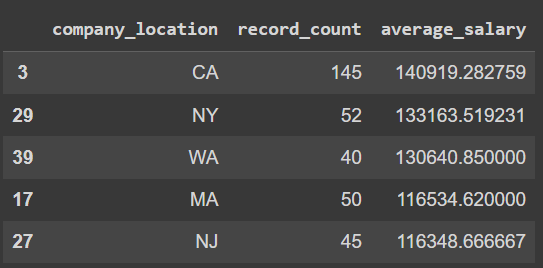 company_location record_count average_salary
3 CA 145 140919.282759
29 NY 52 133163.519231
39 WA 40 130640.850000
17 MA 50 116534.620000
27 NJ 45 116348.666667